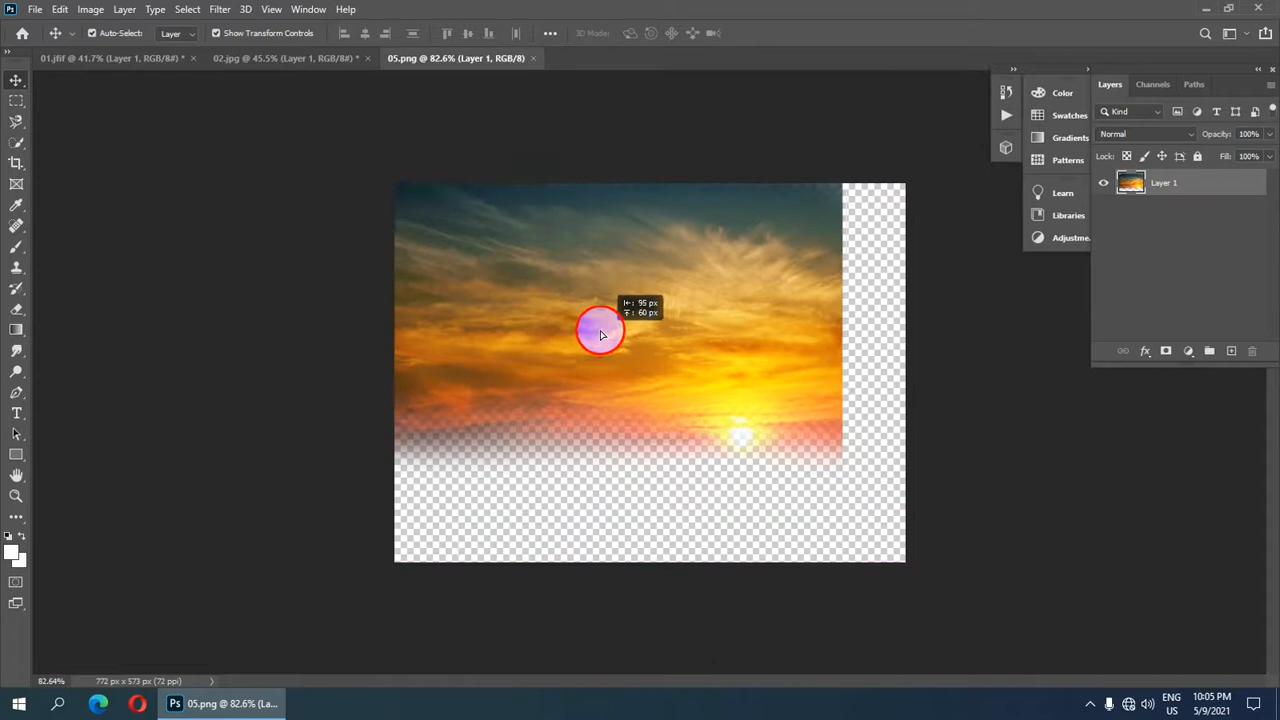 Ps File Edit Image Layer Type Select Filter 3D View Window Help
Auto-Select: Layer Show Transform Controls 3D Mode:
01.jfif @ 41.7% (Layer 1, RGB/8#) * × 02.jpg @ 45.5% (Layer 1, RGB/8#) * × 05.png @ 82.6% (Layer 1, RGB/8) ×
Color
Swatches
Gradients
Patterns
Learn
Libraries
Adjustme
Layers Channels Paths
Kind
Normal Opacity: 100%
Lock: Fill: 100%
Layer 1
95 px
60 px
fx
82.64% 772 px x 573 px (72 ppi)
Ps 05.png @ 82.6% (La...
ENG 10:05 PM
US 5/9/2021